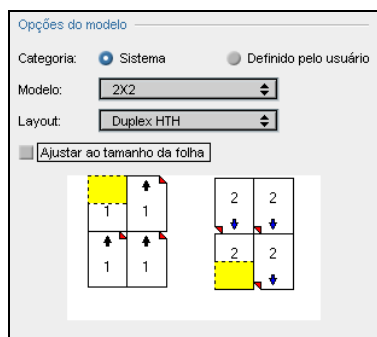 Opções do modelo
Categoria: Sistema Definido pelo usuário
Modelo: 2X2
Layout: Duplex HTH
Ajustar ao tamanho da folha
1 1 2 2
1 1 2 2